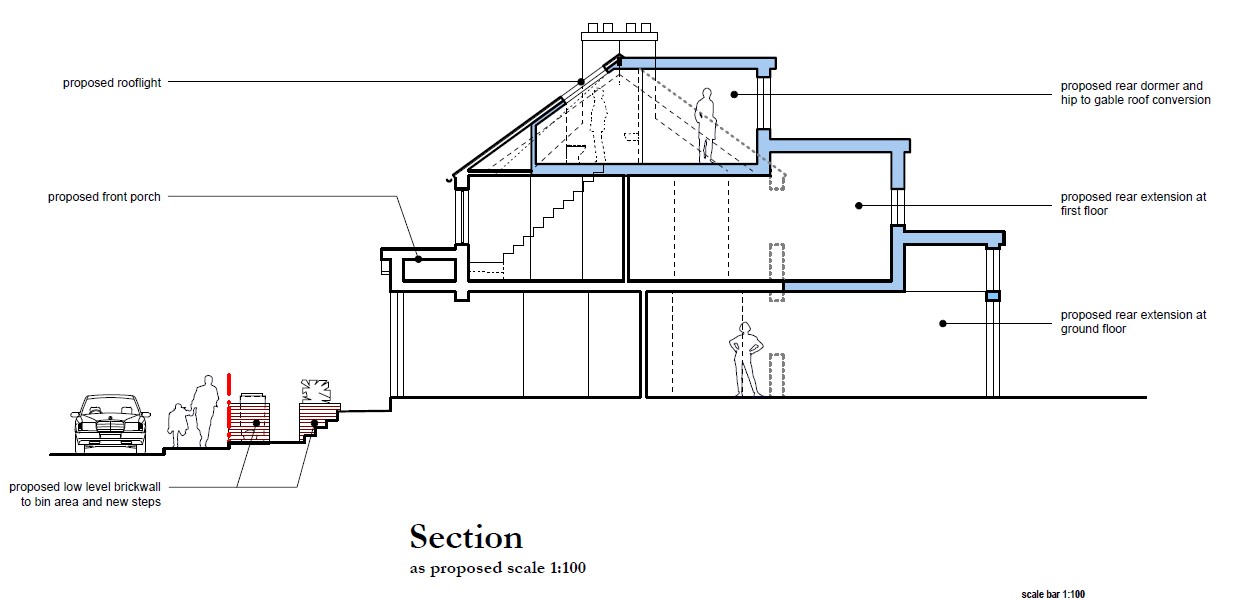 proposed rooflight
proposed rear dormer and
hip to gable roof conversion
proposed front porch
proposed rear extension at
first floor
proposed rear extension at
ground floor
proposed low level brickwall
to bin area and new steps
Section
as proposed scale 1:100
scale bar 1:100